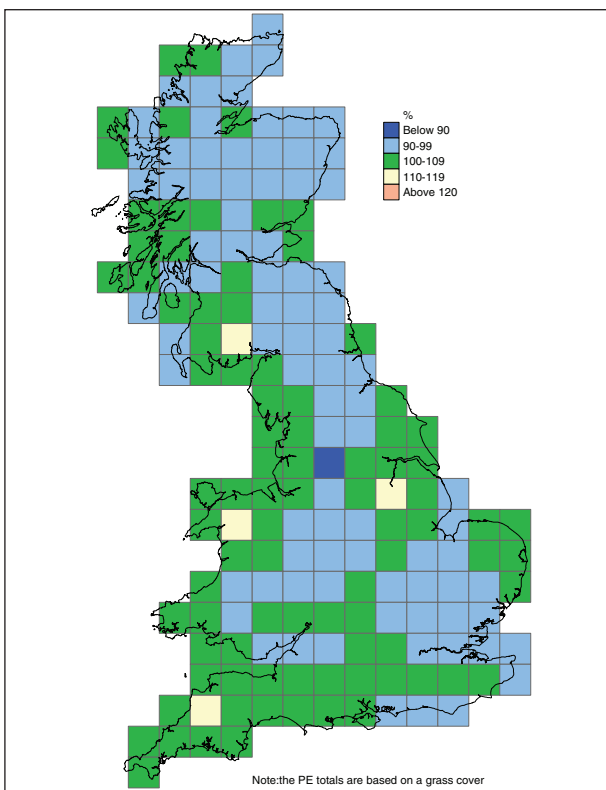 %
Below 90
90-99
100-109
110-119
Above 120
Note:the PE totals are based on a grass cover